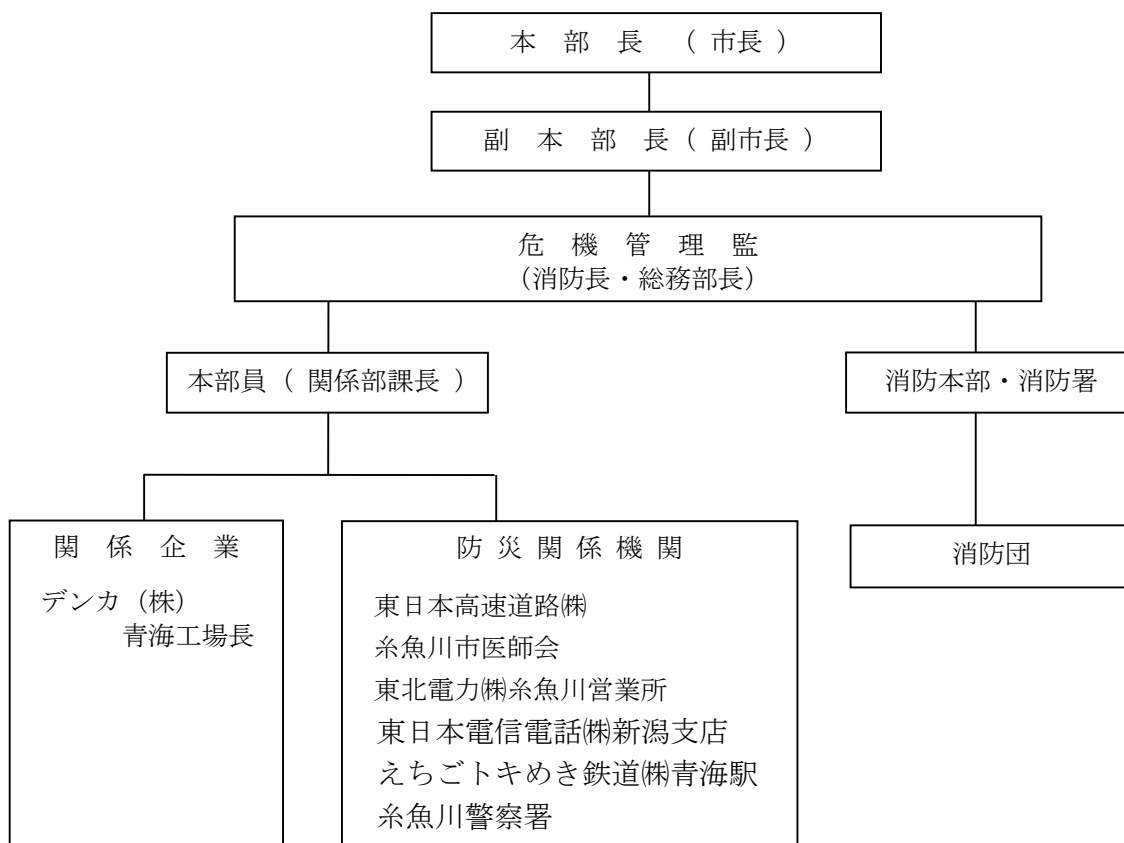 本部長（市長）
副本部長（副市長）
危機管理監
（消防長・総務部長）
本部員（関係部課長）
消防本部・消防署
関係企業
デンカ（株）
青海工場長
防災関係機関
東日本高速道路㈱
糸魚川市医師会
東北電力㈱糸魚川営業所
東日本電信電話㈱新潟支店
えちごトキめき鉄道㈱青海駅
糸魚川警察署
消防団